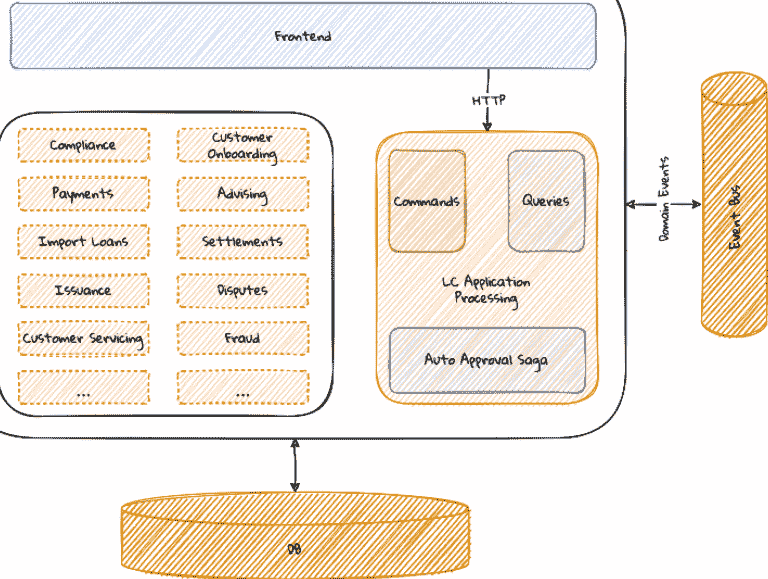 Frontend
HTTP
Compliance
Customer
Onboarding
Payments
Advising
Import Loans
Settlements
Issuance
Disputes
Customer Servicing
Fraud
...
...
Commands
Queries
LC Application
Processing
Auto Approval Saga
Domain Events
Event Bus
DB